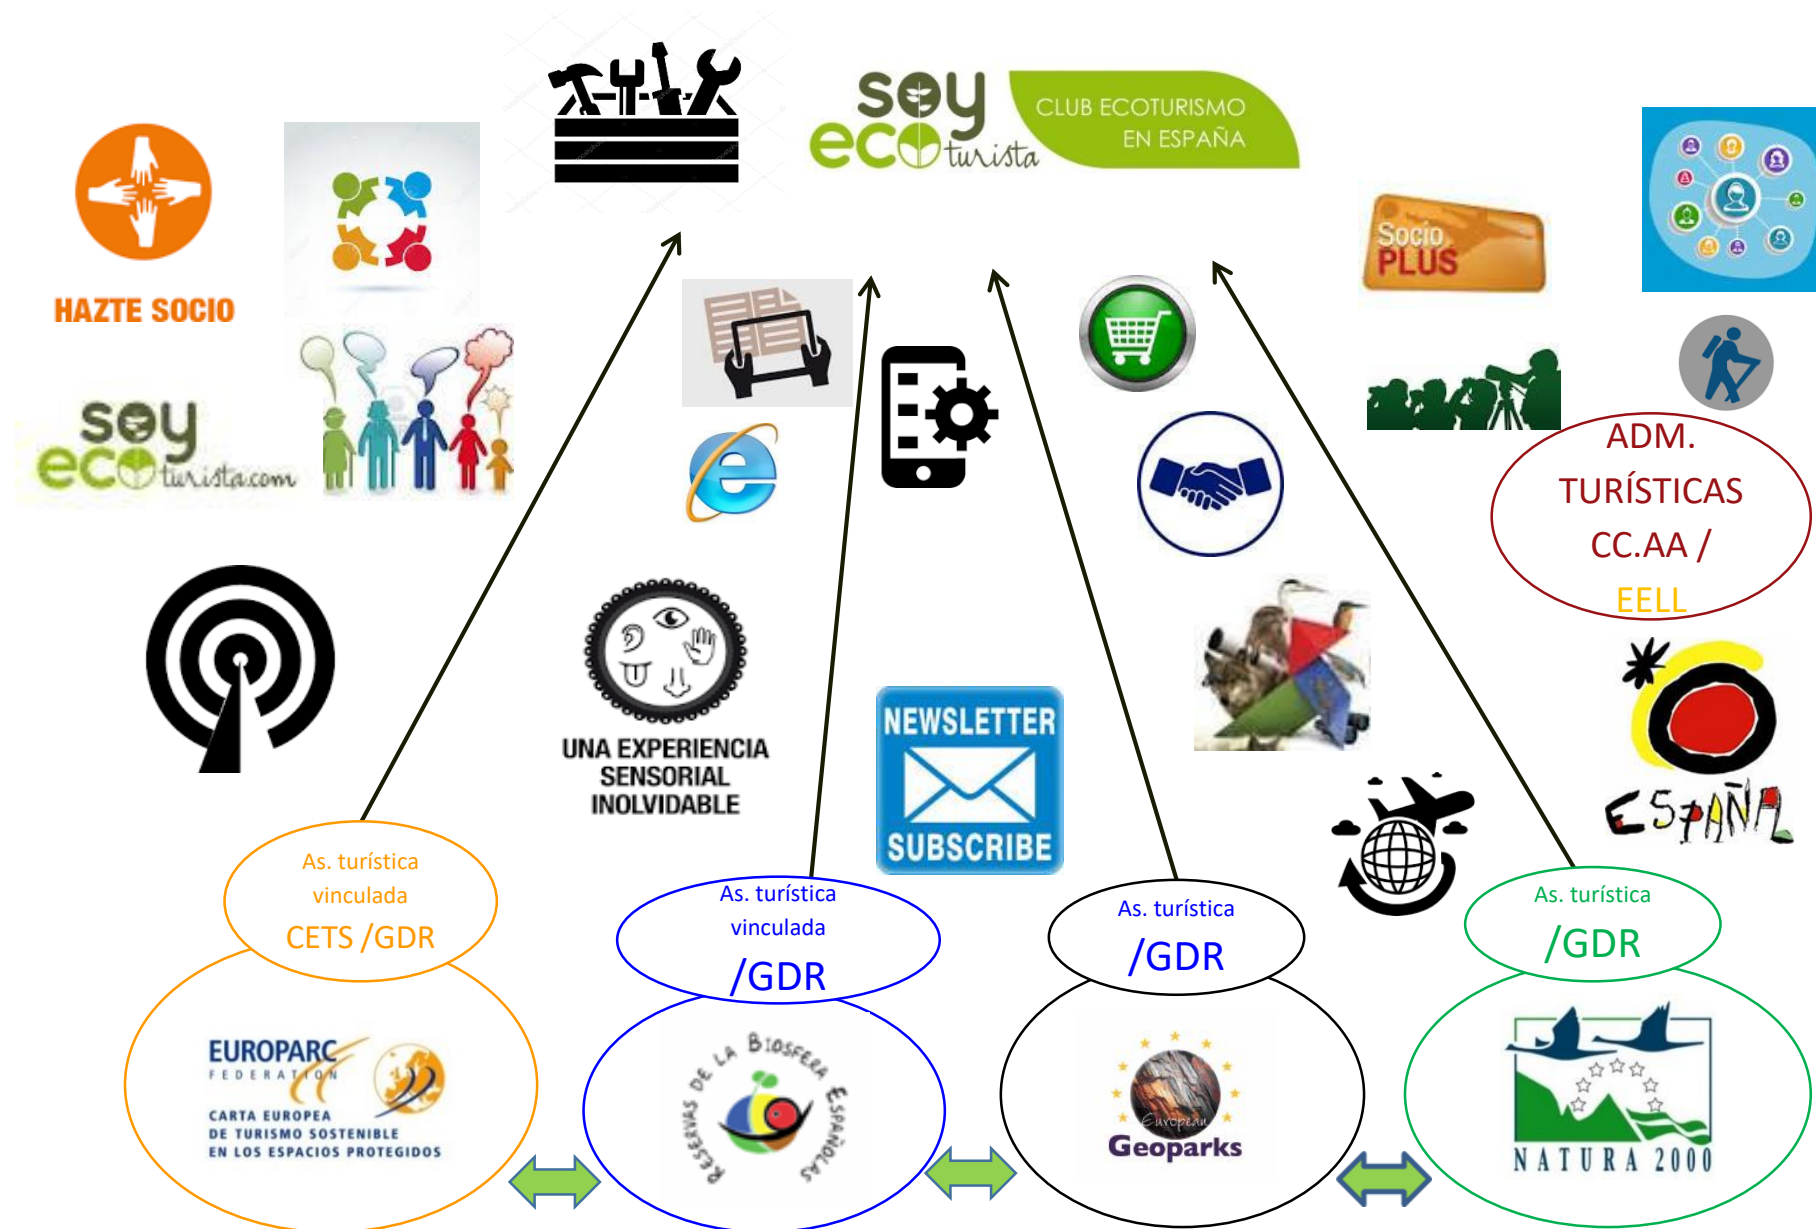 soy
eco turista
CLUB ECOTURISMO
EN ESPAÑA
HAZTE SOCIO
Socio
PLUS
soy
eco turista.com
ADM.
TURÍSTICAS
CC.AA /
EELL
UNA EXPERIENCIA
SENSORIAL
INOLVIDABLE
NEWSLETTER
SUBSCRIBE
ESPAÑA
As. turística
vinculada
CETS /GDR
As. turística
vinculada
/GDR
As. turística
/GDR
As. turística
/GDR
EUROPARC
FEDERATION
CARTA EUROPEA
DE TURISMO SOSTENIBLE
EN LOS ESPACIOS PROTEGIDOS
RESERVAS DE LA BIOSFERA ESPAÑOLAS
European
Geoparks
NATURA 2000